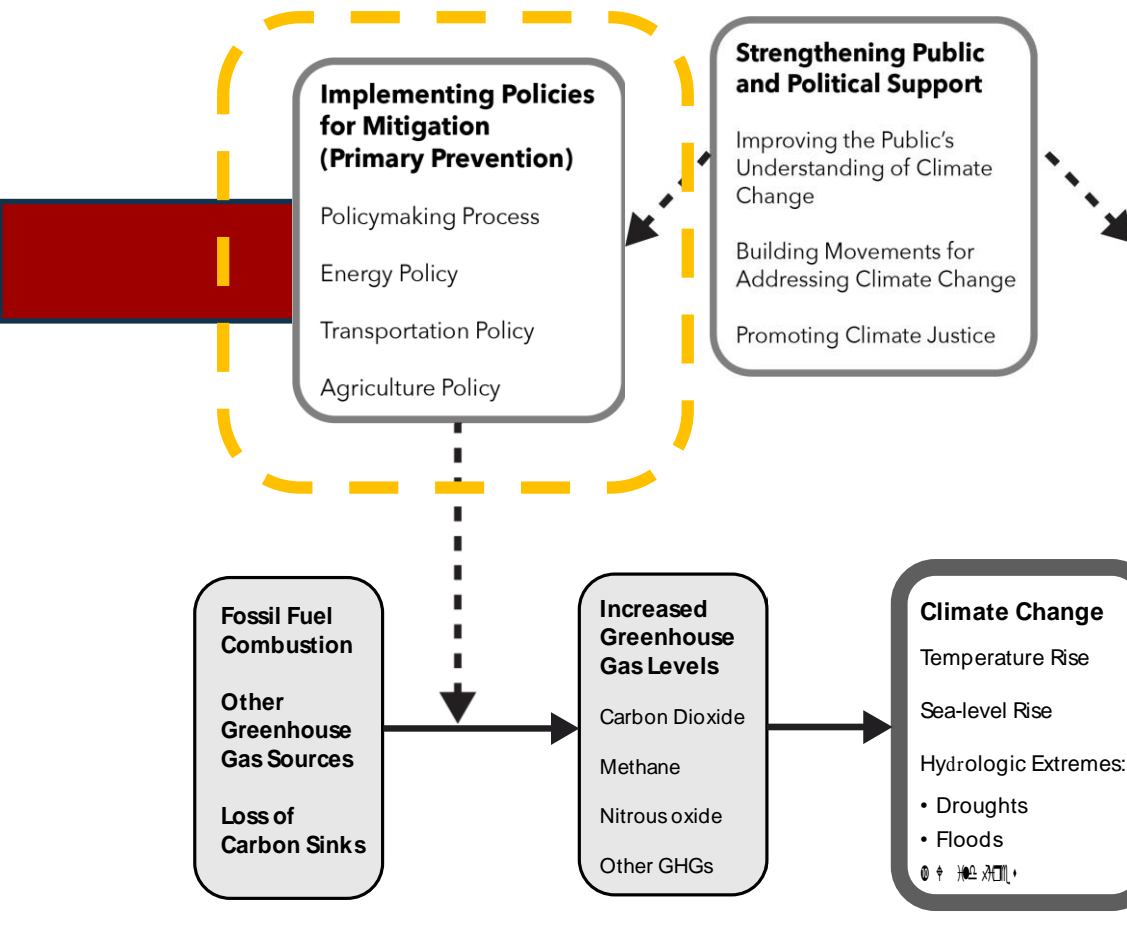 Implementing Policies
for Mitigation
(Primary Prevention)
Policymaking Process
Energy Policy
Transportation Policy
Agriculture Policy
Strengthening Public
and Political Support
Improving the Public's
Understanding of Climate
Change
Building Movements for
Addressing Climate Change
Promoting Climate Justice
Fossil Fuel
Combustion
Other
Greenhouse
Gas Sources
Loss of
Carbon Sinks
Increased
Greenhouse
Gas Levels
Carbon Dioxide
Methane
Nitrous oxide
Other GHGs
Climate Change
Temperature Rise
Sea-level Rise
Hydrologic Extremes:
• Droughts
• Floods